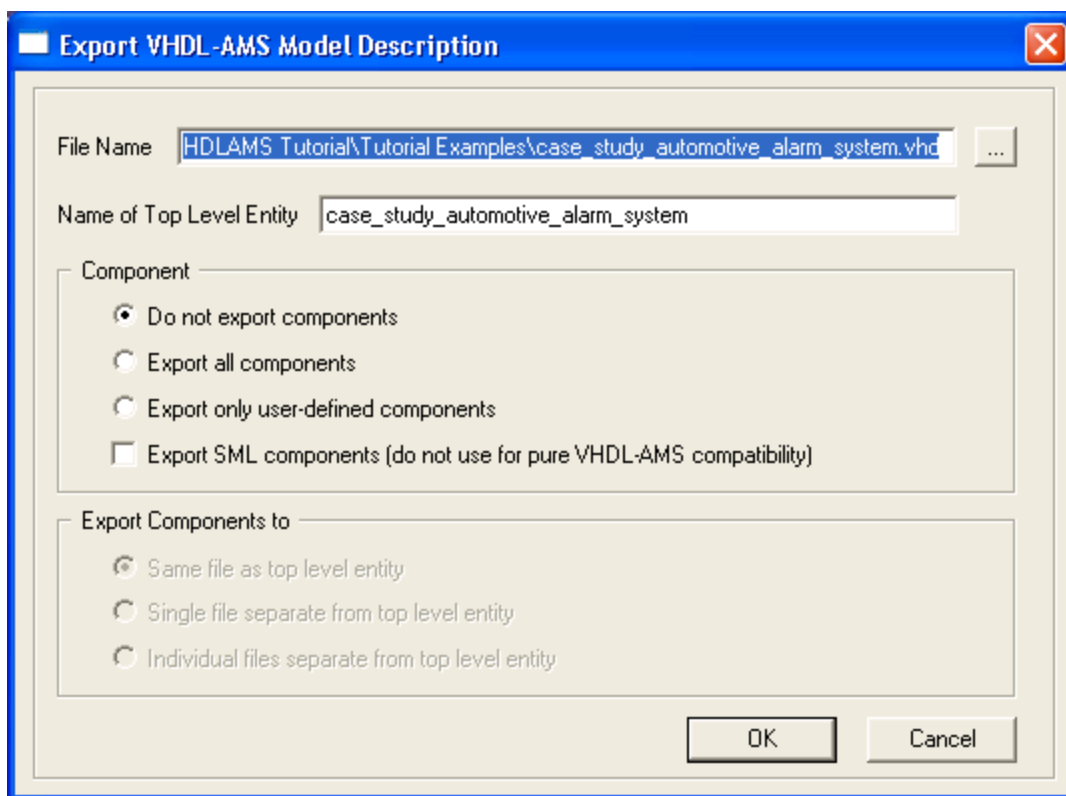 Export VHDL-AMS Model Description
File Name HDLAMS Tutorial\Tutorial Examples\case_study_automotive_alarm_system.vhd ...
Name of Top Level Entity case_study_automotive_alarm_system
Component
Do not export components
Export all components
Export only user-defined components
Export SML components (do not use for pure VHDL-AMS compatibility)
Export Components to
Same file as top level entity
Single file separate from top level entity
Individual files separate from top level entity
OK Cancel